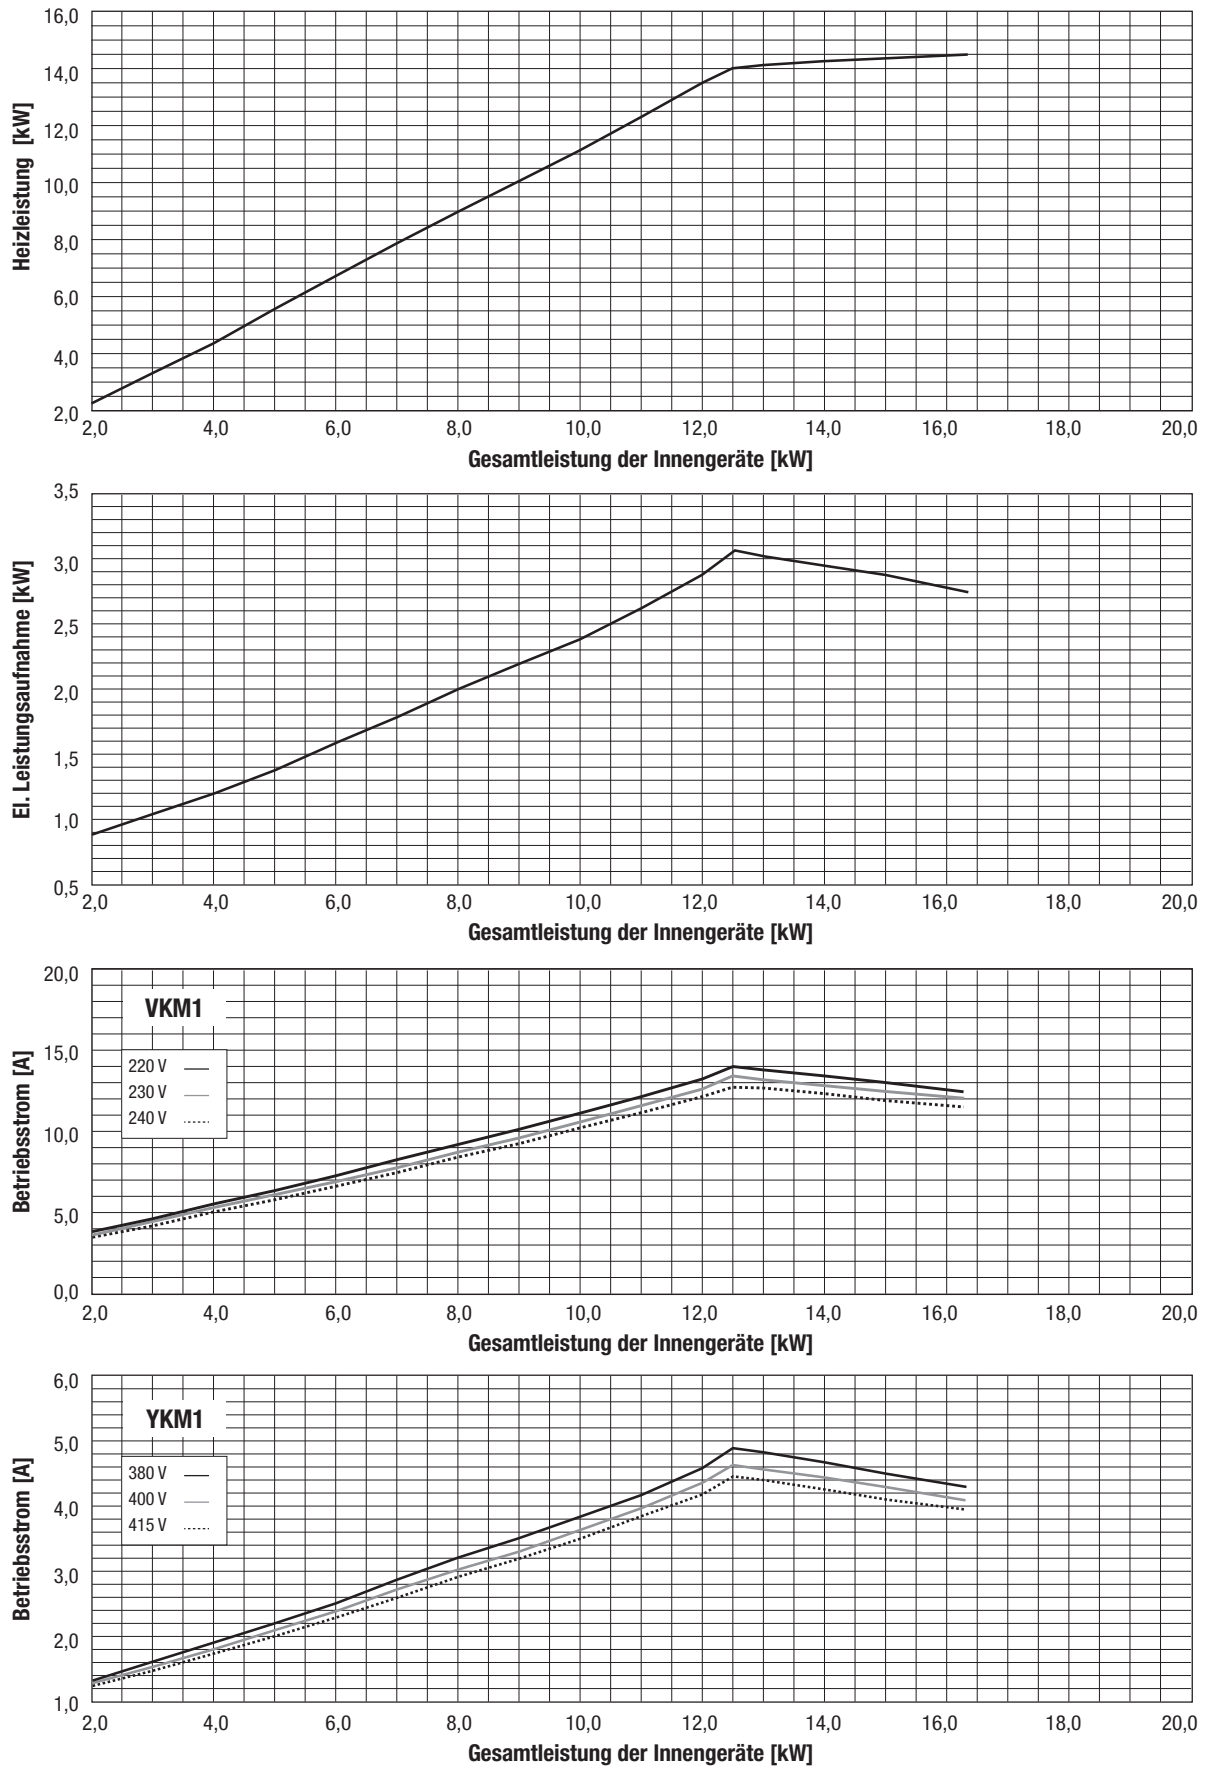 16,0
14,0
12,0
10,0
8,0
6,0
4,0
2,0
Heizleistung [kW]
2,0 4,0 6,0 8,0 10,0 12,0 14,0 16,0 18,0 20,0
Gesamtleistung der Innengeräte [kW]
3,5
3,0
2,5
2,0
1,5
1,0
0,5
El. Leistungsaufnahme [kW]
2,0 4,0 6,0 8,0 10,0 12,0 14,0 16,0 18,0 20,0
Gesamtleistung der Innengeräte [kW]
20,0
15,0
10,0
5,0
0,0
Betriebsstrom [A]
VKM1
220 V
230 V
240 V
2,0 4,0 6,0 8,0 10,0 12,0 14,0 16,0 18,0 20,0
Gesamtleistung der Innengeräte [kW]
6,0
5,0
4,0
3,0
2,0
1,0
Betriebsstrom [A]
YKM1
380 V
400 V
415 V
2,0 4,0 6,0 8,0 10,0 12,0 14,0 16,0 18,0 20,0
Gesamtleistung der Innengeräte [kW]